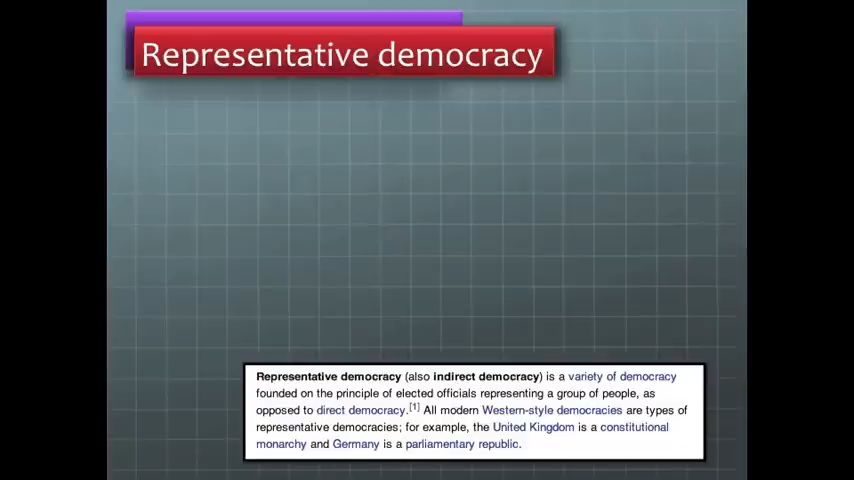 Representative democracy
Representative democracy (also indirect democracy) is a variety of democracy
founded on the principle of elected officials representing a group of people, as
opposed to direct democracy.[1] All modern Western-style democracies are types of
representative democracies; for example, the United Kingdom is a constitutional
monarchy and Germany is a parliamentary republic.